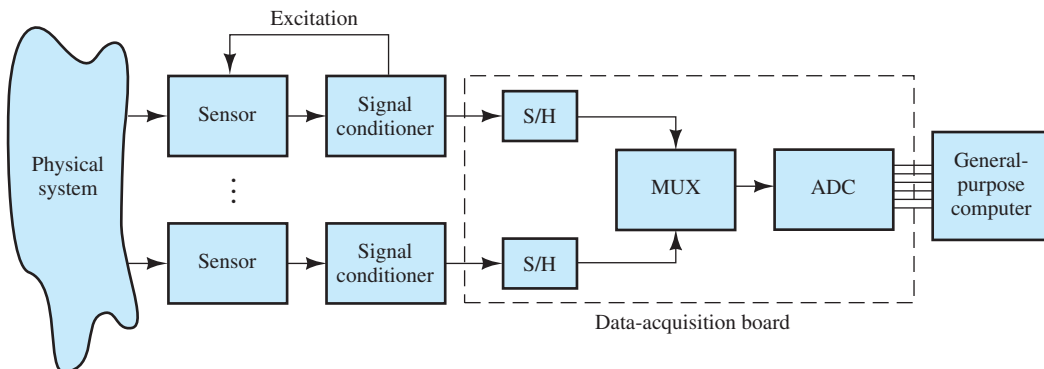 Excitation
Sensor
Signal
conditioner
S/H
Physical
system
MUX
ADC
General-
purpose
computer
Sensor
Signal
conditioner
S/H
Data-acquisition board